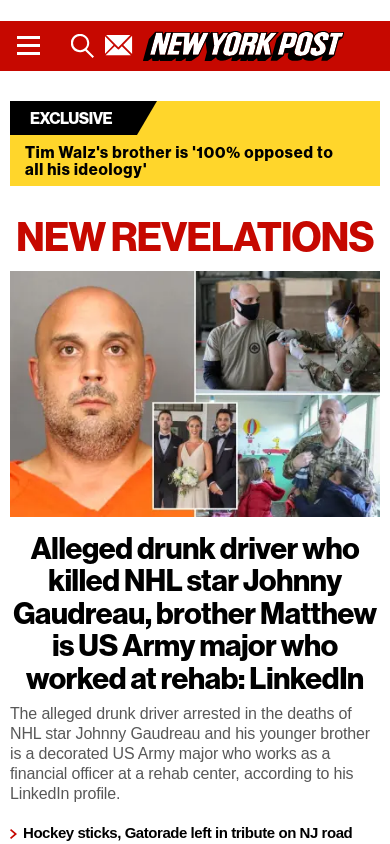 NEW YORK POST
EXCLUSIVE
Tim Walz's brother is '100% opposed to
all his ideology'
NEW REVELATIONS
Alleged drunk driver who
killed NHL star Johnny
Gaudreau, brother Matthew
is US Army major who
worked at rehab: LinkedIn
The alleged drunk driver arrested in the deaths of
NHL star Johnny Gaudreau and his younger brother
is a decorated US Army major who works as a
financial officer at a rehab center, according to his
LinkedIn profile.
Hockey sticks, Gatorade left in tribute on NJ road